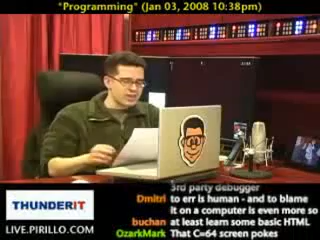 "Programming" (Jan 03, 2008 10:38pm)
3rd party debugger
Dmitri to err is human - and to blame
it on a computer is even more so
buchan at least learn some basic HTML
OzarkMark That C=64 screen pokes
THUNDERIT
LIVE.PIRILLO.COM